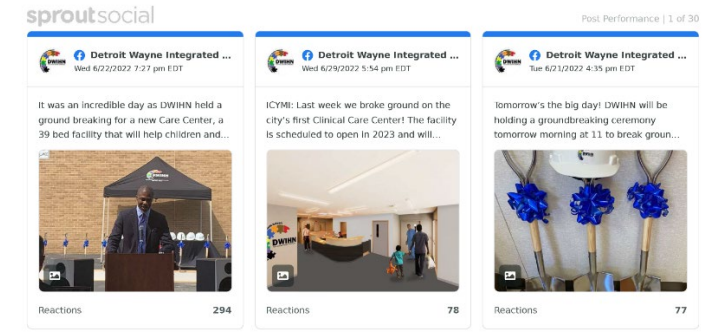 sproutsocial
Post Performance | 1 of 30
Detroit Wayne Integrated ...
Wed 6/22/2022 7:27 pm EDT
It was an incredible day as DWIHN held a
ground breaking for a new Care Center, a
39 bed facility that will help children and...
Reactions 294
Detroit Wayne Integrated ...
Wed 6/29/2022 5:54 pm EDT
ICYMI: Last week we broke ground on the
city's first Clinical Care Center! The facility
is scheduled to open in 2023 and will...
DWIHN
Reactions 78
Detroit Wayne Integrated ...
Tue 6/21/2022 4:35 pm EDT
Tomorrow's the big day! DWIHN will be
holding a groundbreaking ceremony
tomorrow morning at 11 to break groun...
Reactions 77